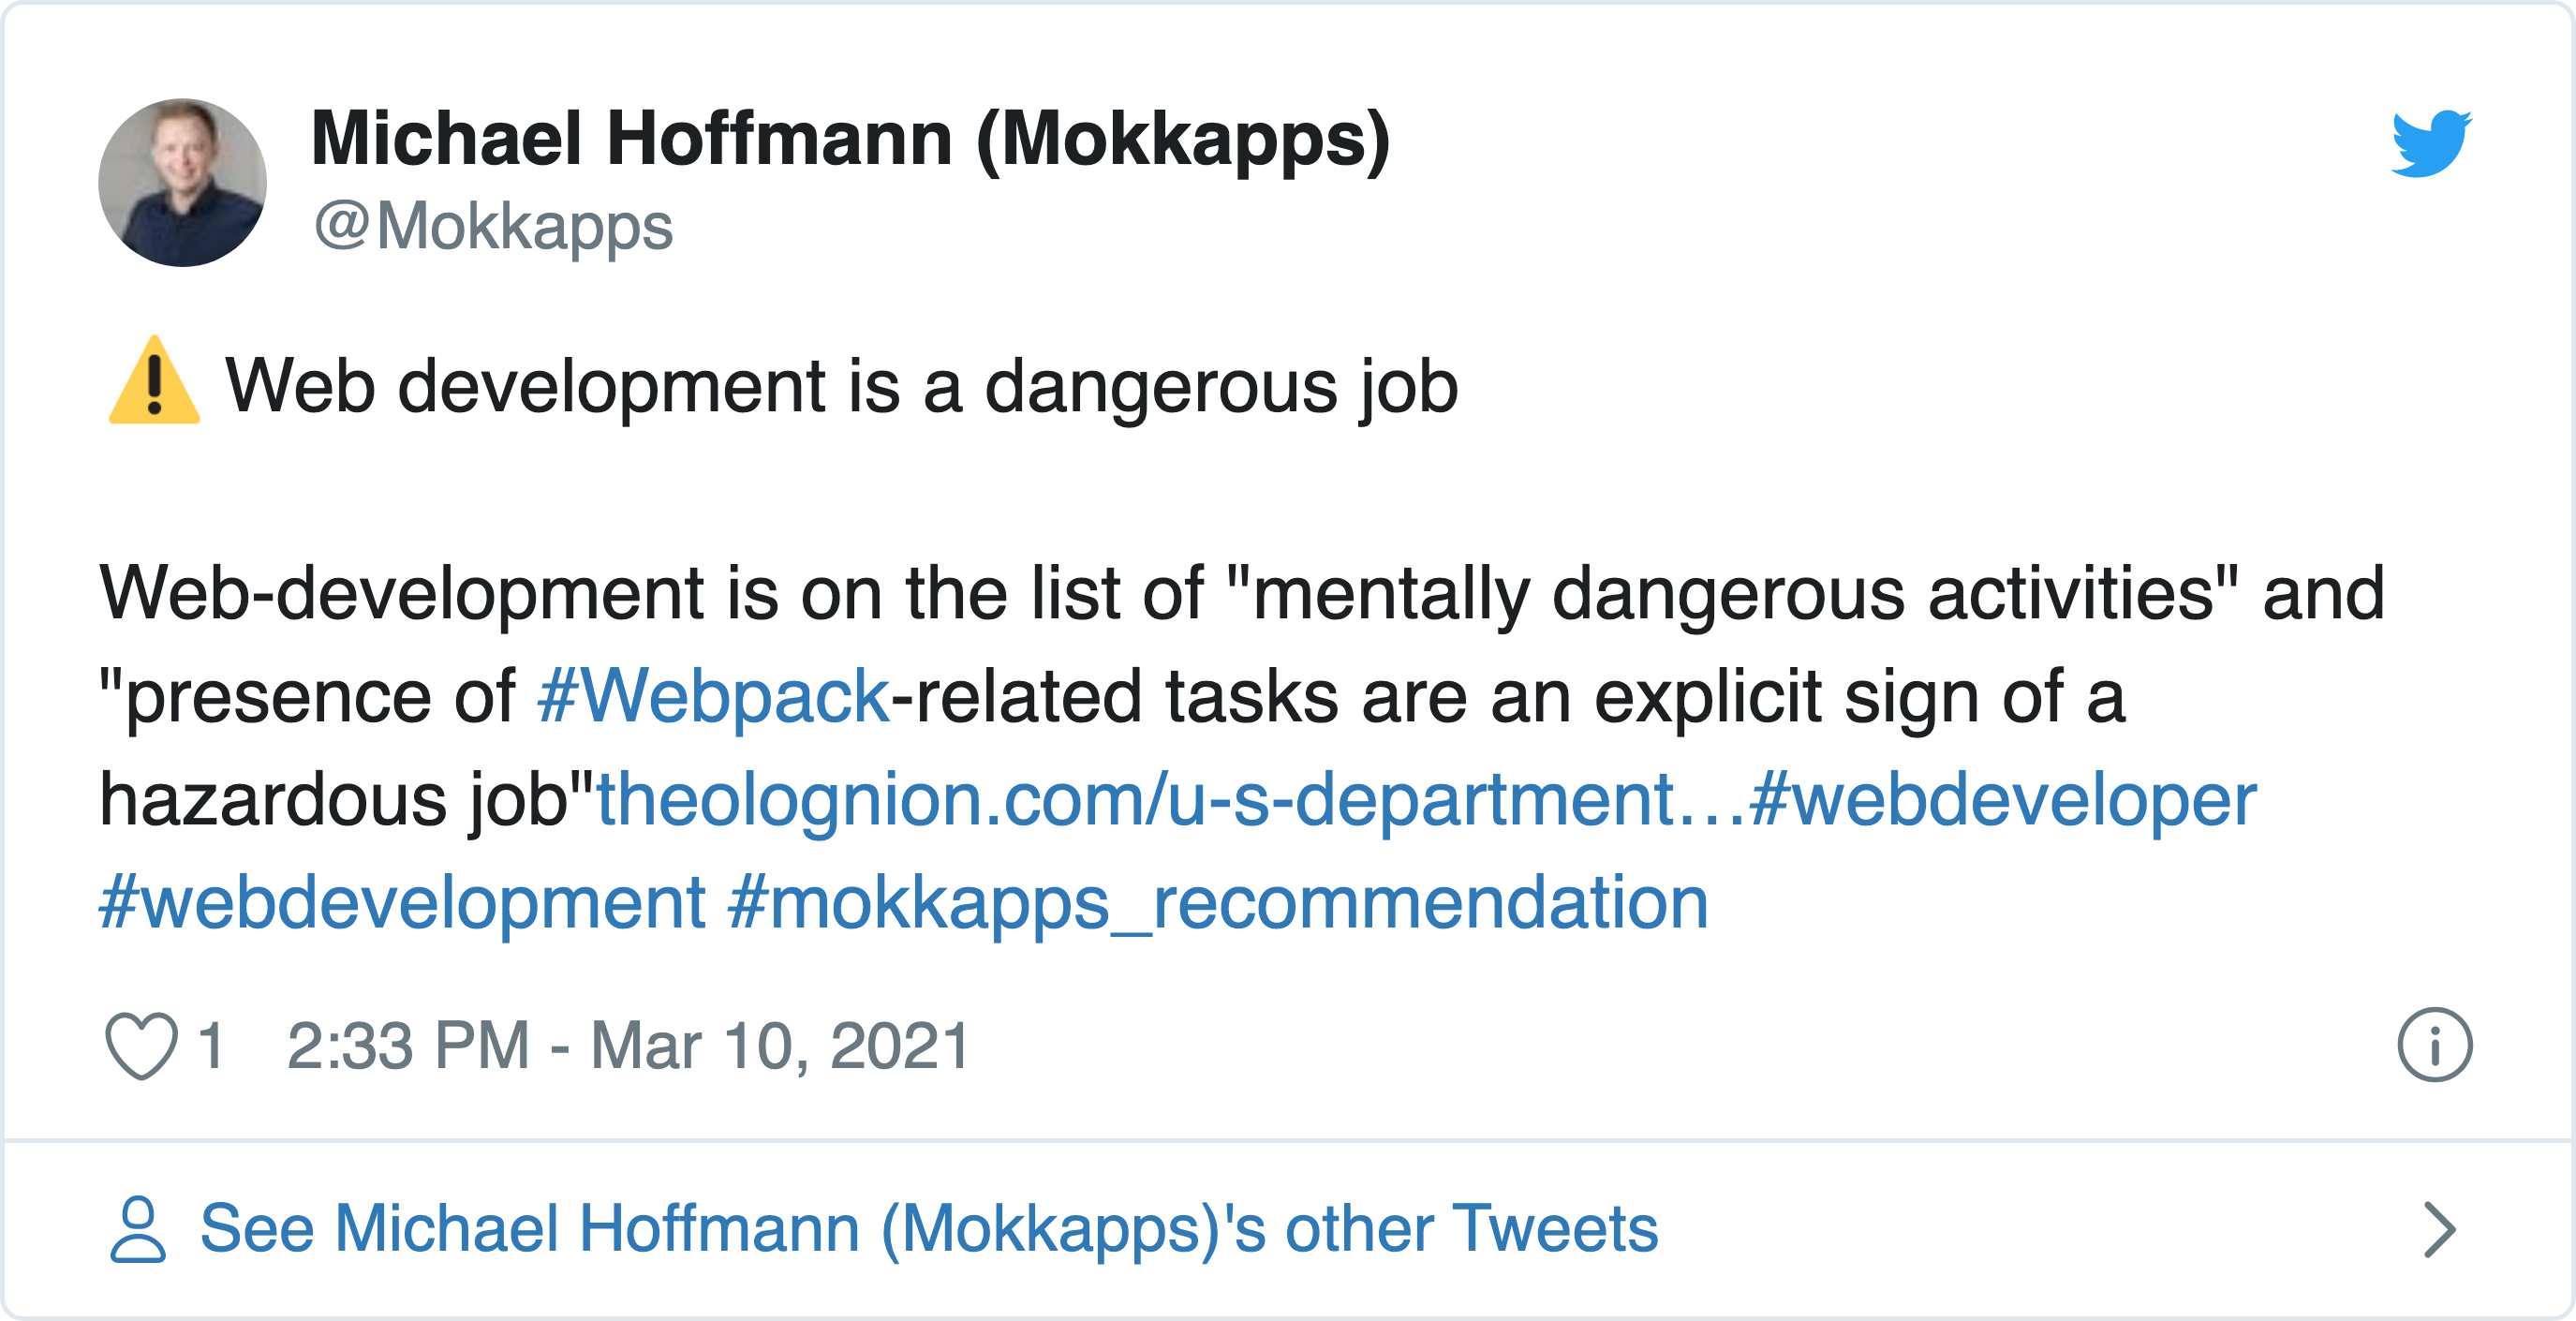 Michael Hoffmann (Mokkapps)
@Mokkapps
⚠️ Web development is a dangerous job
Web-development is on the list of "mentally dangerous activities" and
"presence of #Webpack-related tasks are an explicit sign of a
hazardous job"theolognion.com/u-s-department…#webdeveloper
#webdevelopment #mokkapps_recommendation
1 2:33 PM - Mar 10, 2021
See Michael Hoffmann (Mokkapps)'s other Tweets